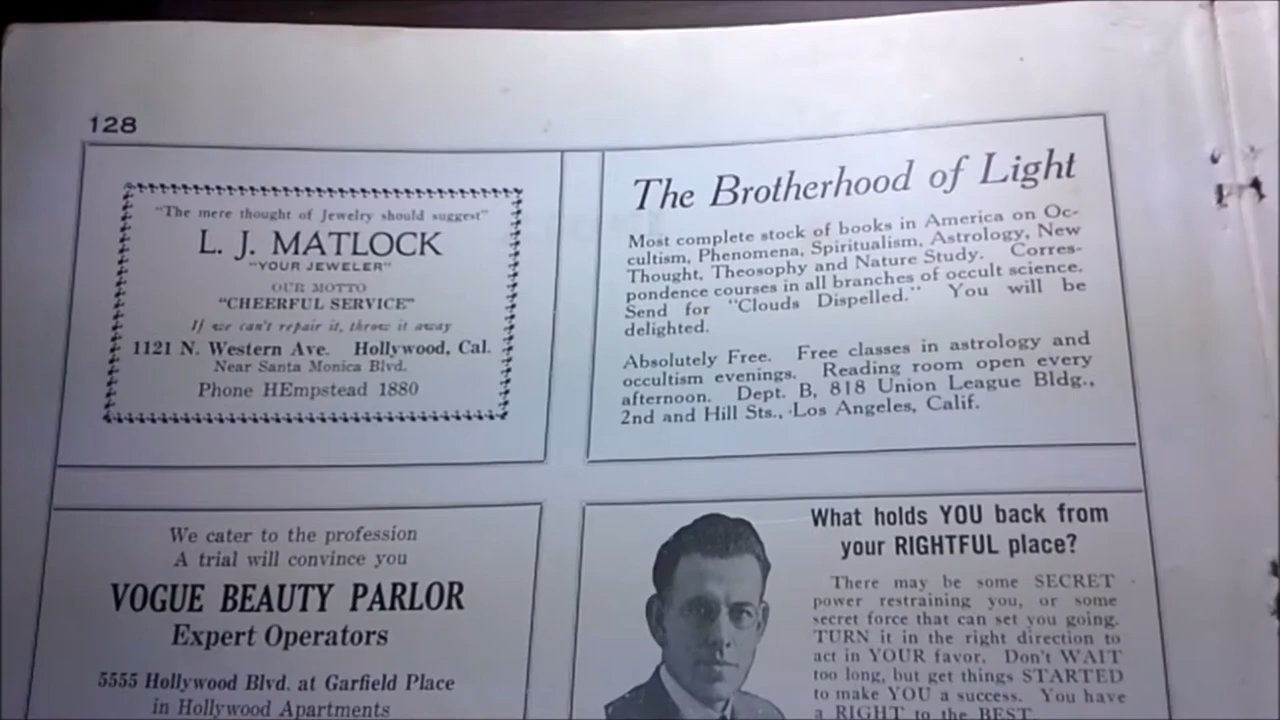 128
"The mere thought of Jewelry should suggest"
L. J. MATLOCK
"YOUR JEWELER"
OUR MOTTO
"CHEERFUL SERVICE"
If we can't repair it, throw it away
1121 N. Western Ave. Hollywood, Cal.
Near Santa Monica Blvd.
Phone HEmpstead 1880
The Brotherhood of Light
Most complete stock of books in America on Oc-
cultism, Phenomena, Spiritualism, Astrology, New
Thought, Theosophy and Nature Study. Corres-
pondence courses in all branches of occult science.
Send for "Clouds Dispelled." You will be
delighted.
Absolutely Free. Free classes in astrology and
occultism evenings. Reading room open every
afternoon. Dept. B, 818 Union League Bldg.,
2nd and Hill Sts., Los Angeles, Calif.
We cater to the profession
A trial will convince you
VOGUE BEAUTY PARLOR
Expert Operators
5555 Hollywood Blvd. at Garfield Place
in Hollywood Apartments
What holds YOU back from
your RIGHTFUL place?
There may be some SECRET
power restraining you, or some
secret force that can set you going.
TURN it in the right direction to
act in YOUR favor. Don't WAIT
too long, but get things STARTED
to make YOU a success. You have
a RIGHT to the BEST